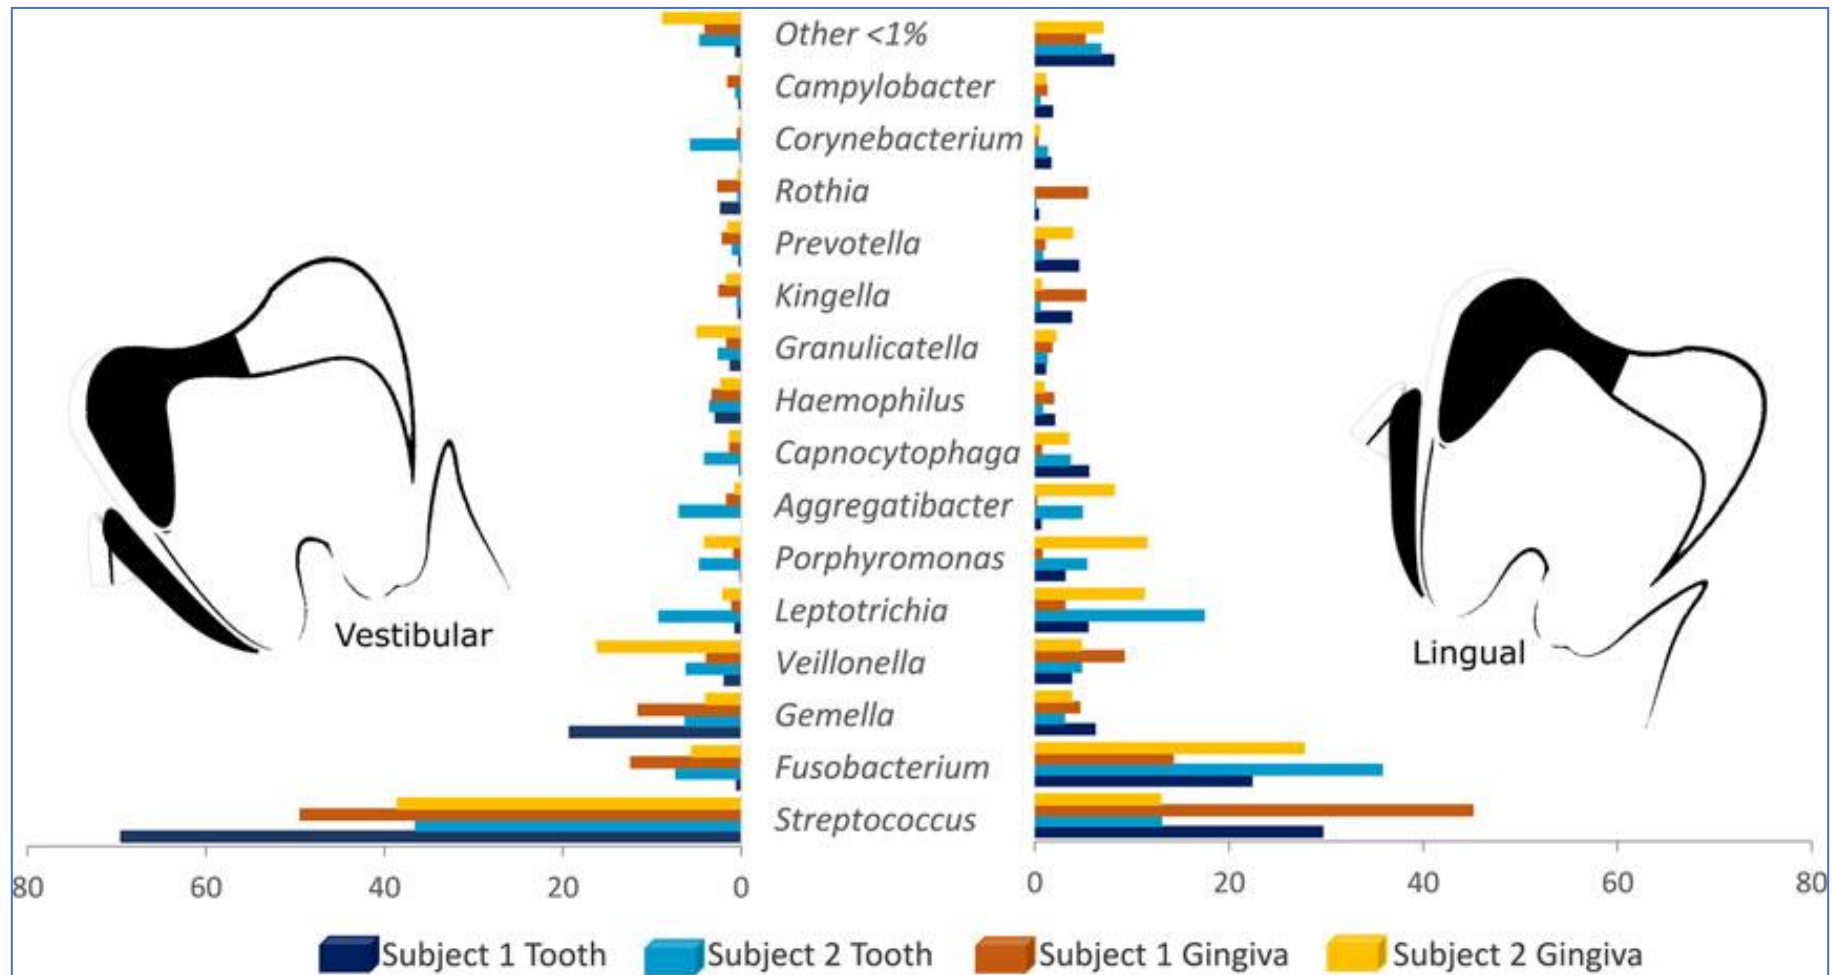 Other <1%
Campylobacter
Corynebacterium
Rothia
Prevotella
Kingella
Granulicatella
Haemophilus
Capnocytophaga
Aggregatibacter
Porphyromonas
Leptotrichia
Veillonella
Gemella
Fusobacterium
Streptococcus
Vestibular
Lingual
80 60 40 20 0
0 20 40 60 80
Subject 1 Tooth Subject 2 Tooth Subject 1 Gingiva Subject 2 Gingiva